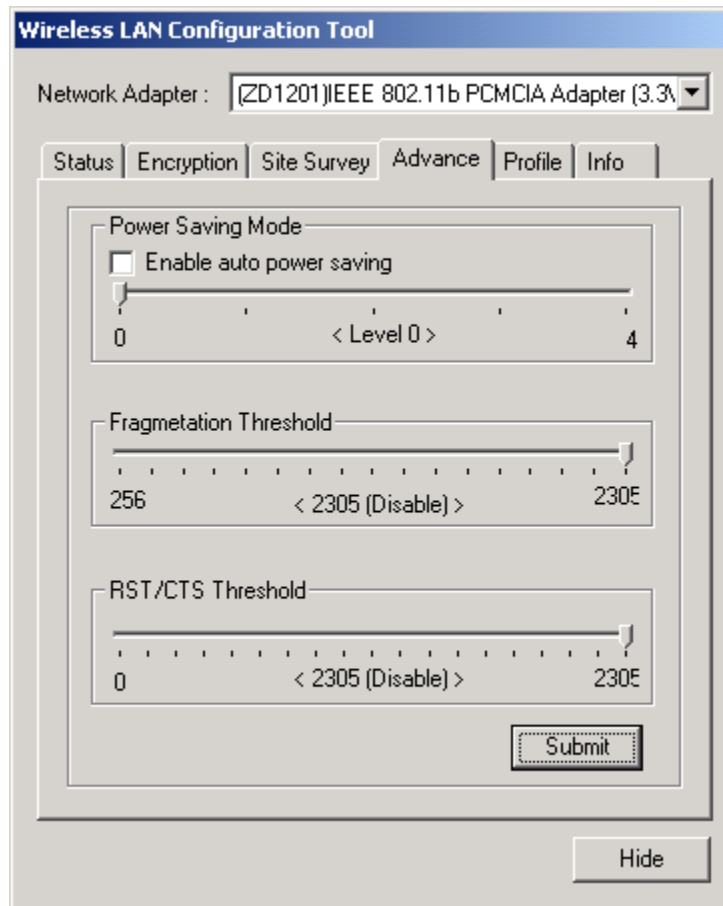 Wireless LAN Configuration Tool
Network Adapter : (ZD1201)IEEE 802.11b PCMCIA Adapter (3.3V
Status Encryption Site Survey Advance Profile Info
Power Saving Mode
Enable auto power saving
0 < Level 0 > 4
Fragmetation Threshold
256 < 2305 (Disable) > 2305
RST/CTS Threshold
0 < 2305 (Disable) > 2305
Submit
Hide